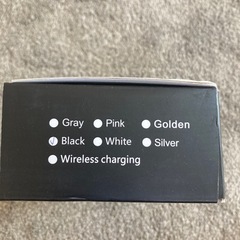 Gray Pink Golden
Black White Silver
Wireless charging